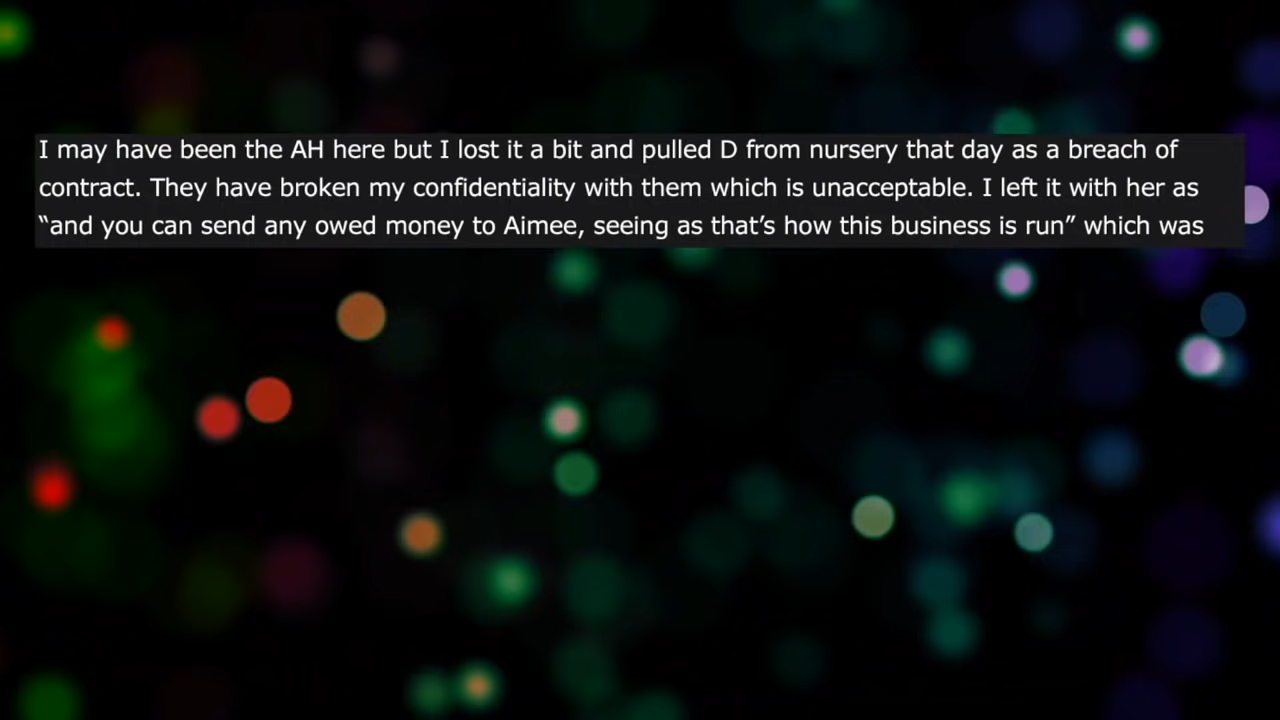 I may have been the AH here but I lost it a bit and pulled D from nursery that day as a breach of
contract. They have broken my confidentiality with them which is unacceptable. I left it with her as
“and you can send any owed money to Aimee, seeing as that’s how this business is run” which was